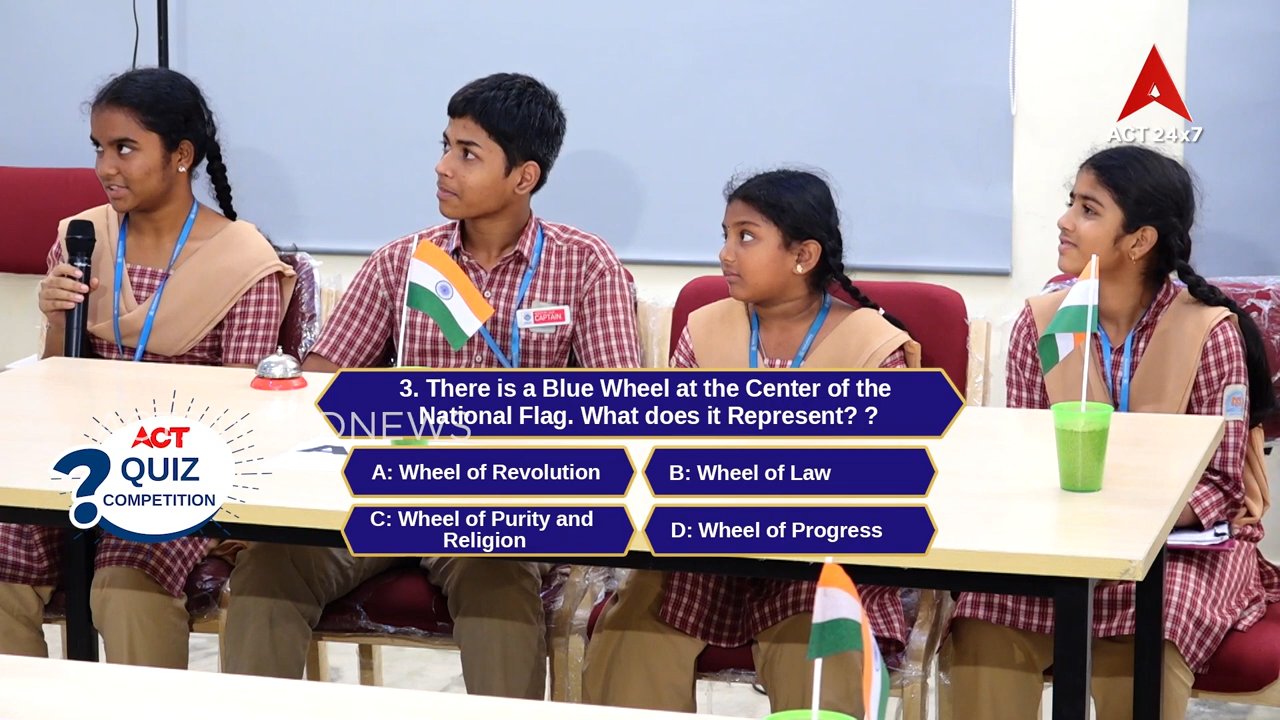 ACT 24x7
CAPTAIN
3. There is a Blue Wheel at the Center of the
National Flag. What does it Represent? ?
DNEWS
A: Wheel of Revolution
B: Wheel of Law
C: Wheel of Purity and
Religion
D: Wheel of Progress
ACT
QUIZ
COMPETITION
?